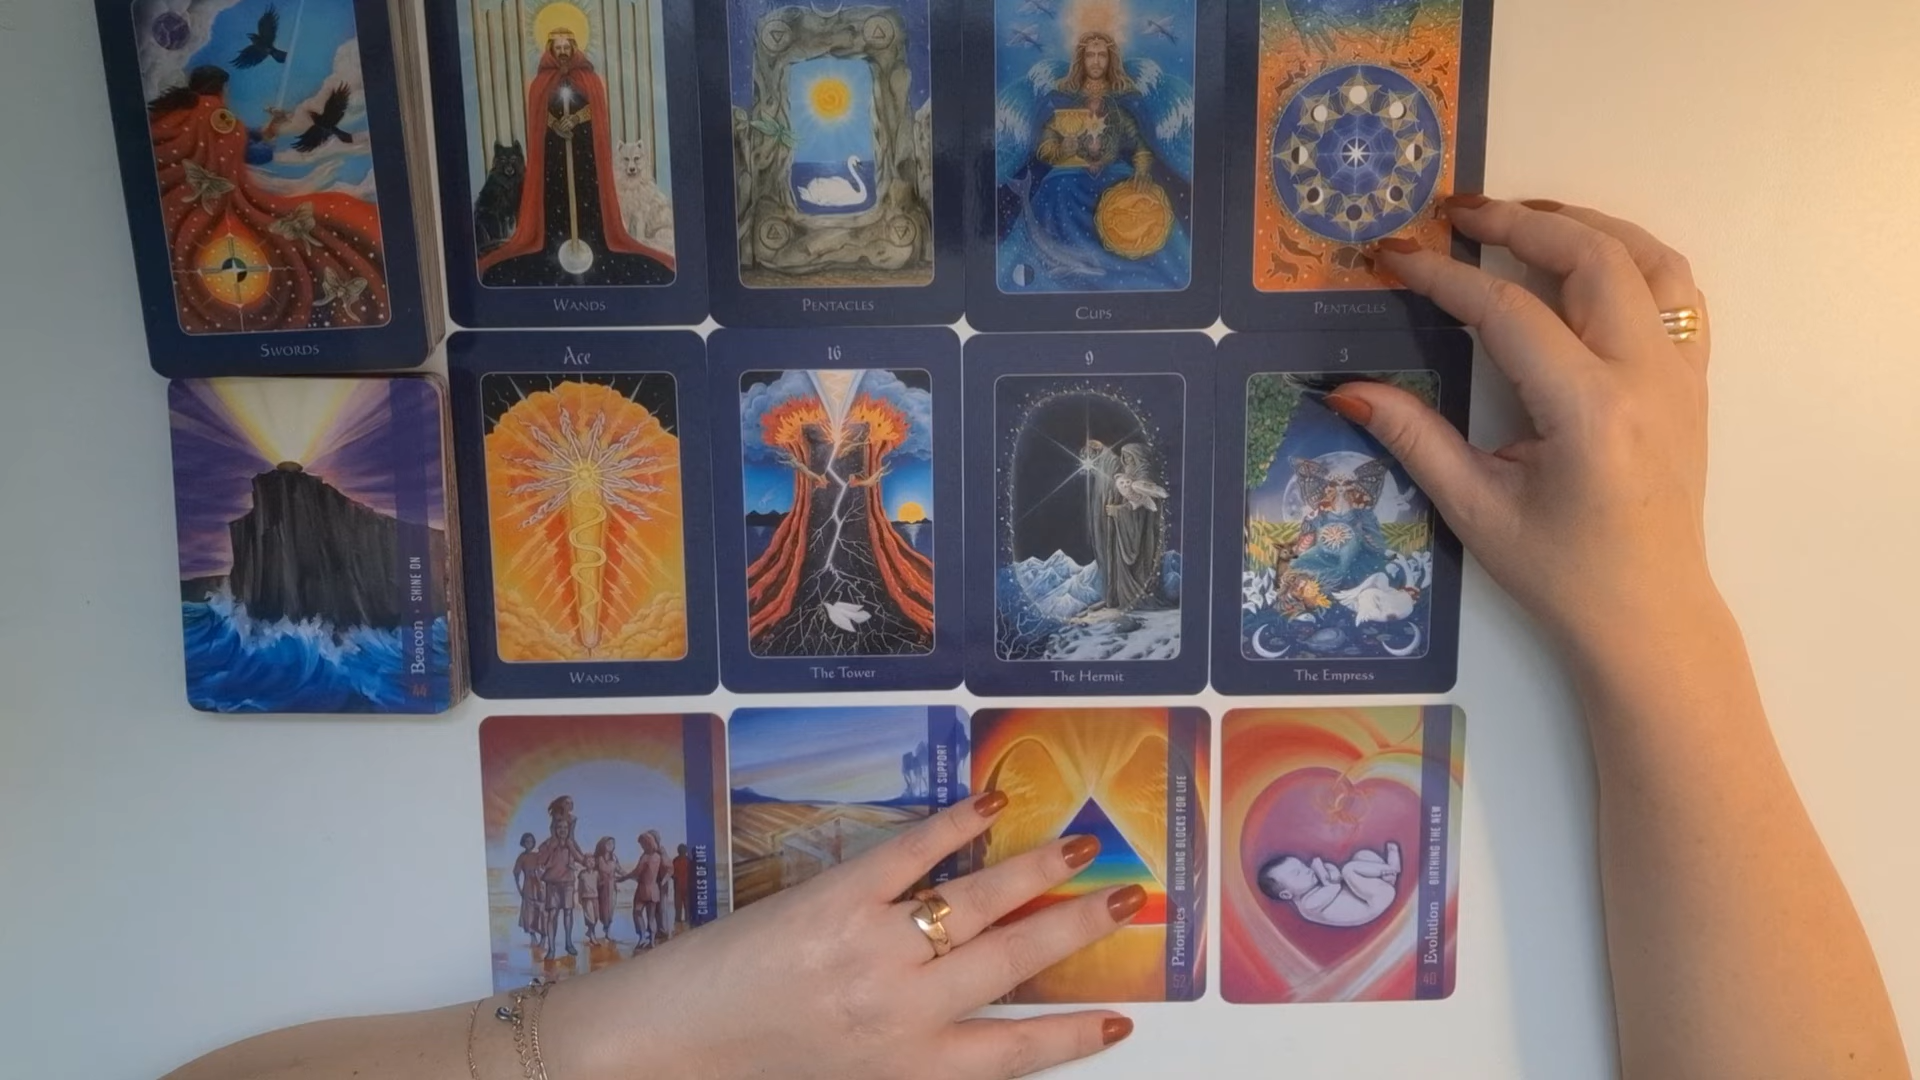 SWORDS
WANDS
PENTACLES
CUPS
PENTACLES
Ace
WANDS
16
The Tower
9
The Hermit
3
The Empress
44 Beacon · SHINE ON
CIRCLES OF LIFE
AND SUPPORT
52 Priorities · BUILDING BLOCKS FOR LIFE
40 Evolution · BIRTHING THE NEW